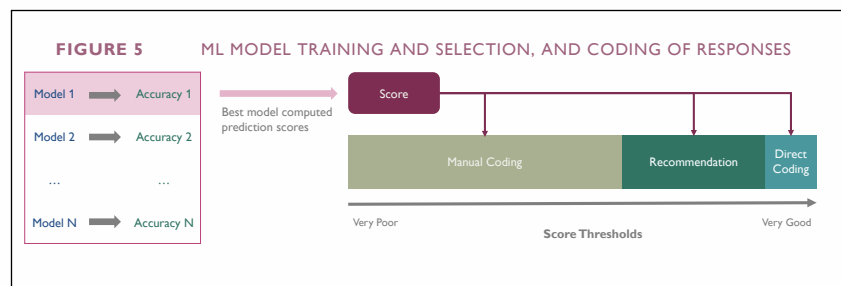 FIGURE 5 ML MODEL TRAINING AND SELECTION, AND CODING OF RESPONSES
Model 1 Accuracy 1
Model 2 Accuracy 2
... ...
Model N Accuracy N
Best model computed
prediction scores
Score
Manual Coding
Recommendation
Direct
Coding
Very Poor
Very Good
Score Thresholds